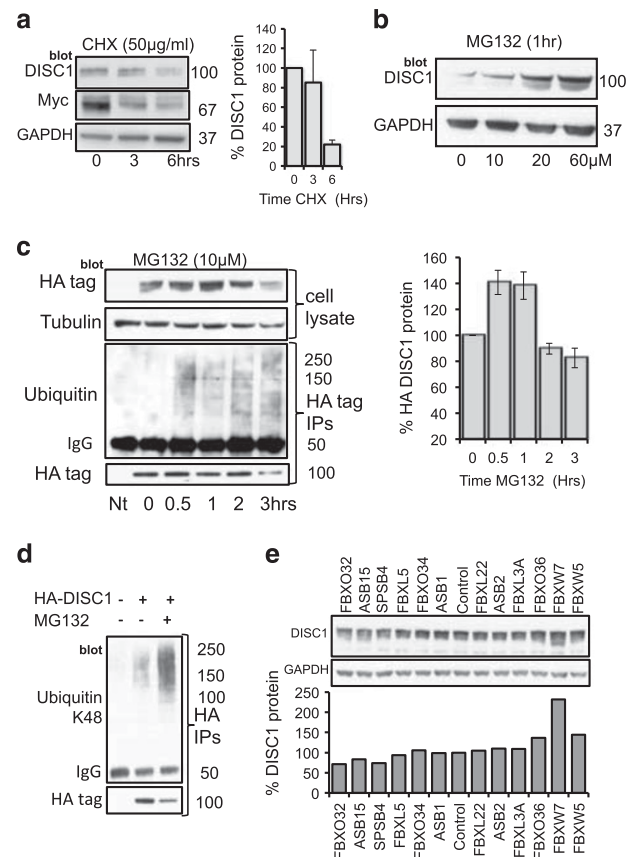 a
CHX (50µg/ml)
blot
DISC1
100
Myc
67
GAPDH
37
0 3 6hrs
% DISC1 protein
140
120
100
80
60
40
20
0
0 3 6
Time CHX (Hrs)
b
MG132 (1hr)
blot
DISC1
100
GAPDH
37
0 10 20 60µM
c
blot
MG132 (10µM)
HA tag
Tubulin
cell
lysate
Ubiquitin
250
150
HA tag
IPs
IgG
50
HA tag
100
Nt 0 0.5 1 2 3hrs
% HA DISC1 protein
160
140
120
100
80
60
40
20
0 0.5 1 2 3
Time MG132 (Hrs)
d
HA-DISC1 - + +
MG132 - - +
blot
250
150
100
Ubiquitin
K48
HA
IPs
IgG
50
HA tag
100
e
FBXO32 ASB15 SPSB4 FBXL5 FBXO34 ASB1 Control FBXL22 ASB2 FBXL3A FBXO36 FBXW7 FBXW5
DISC1
GAPDH
% DISC1 protein
250
200
150
100
50
0
FBXO32 ASB15 SPSB4 FBXL5 FBXO34 ASB1 Control FBXL22 ASB2 FBXL3A FBXO36 FBXW7 FBXW5